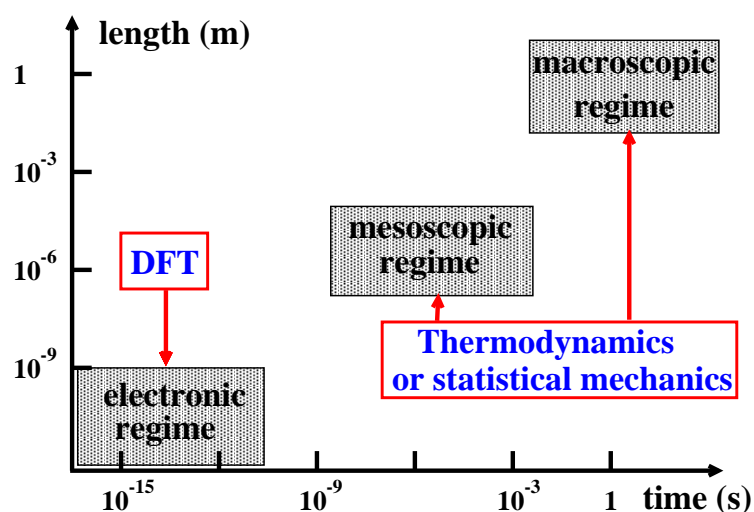 length (m)
1
10^-3
10^-6
10^-9
macroscopic
regime
mesoscopic
regime
DFT
Thermodynamics
or statistical mechanics
electronic
regime
10^-15
10^-9
10^-3
1
time (s)